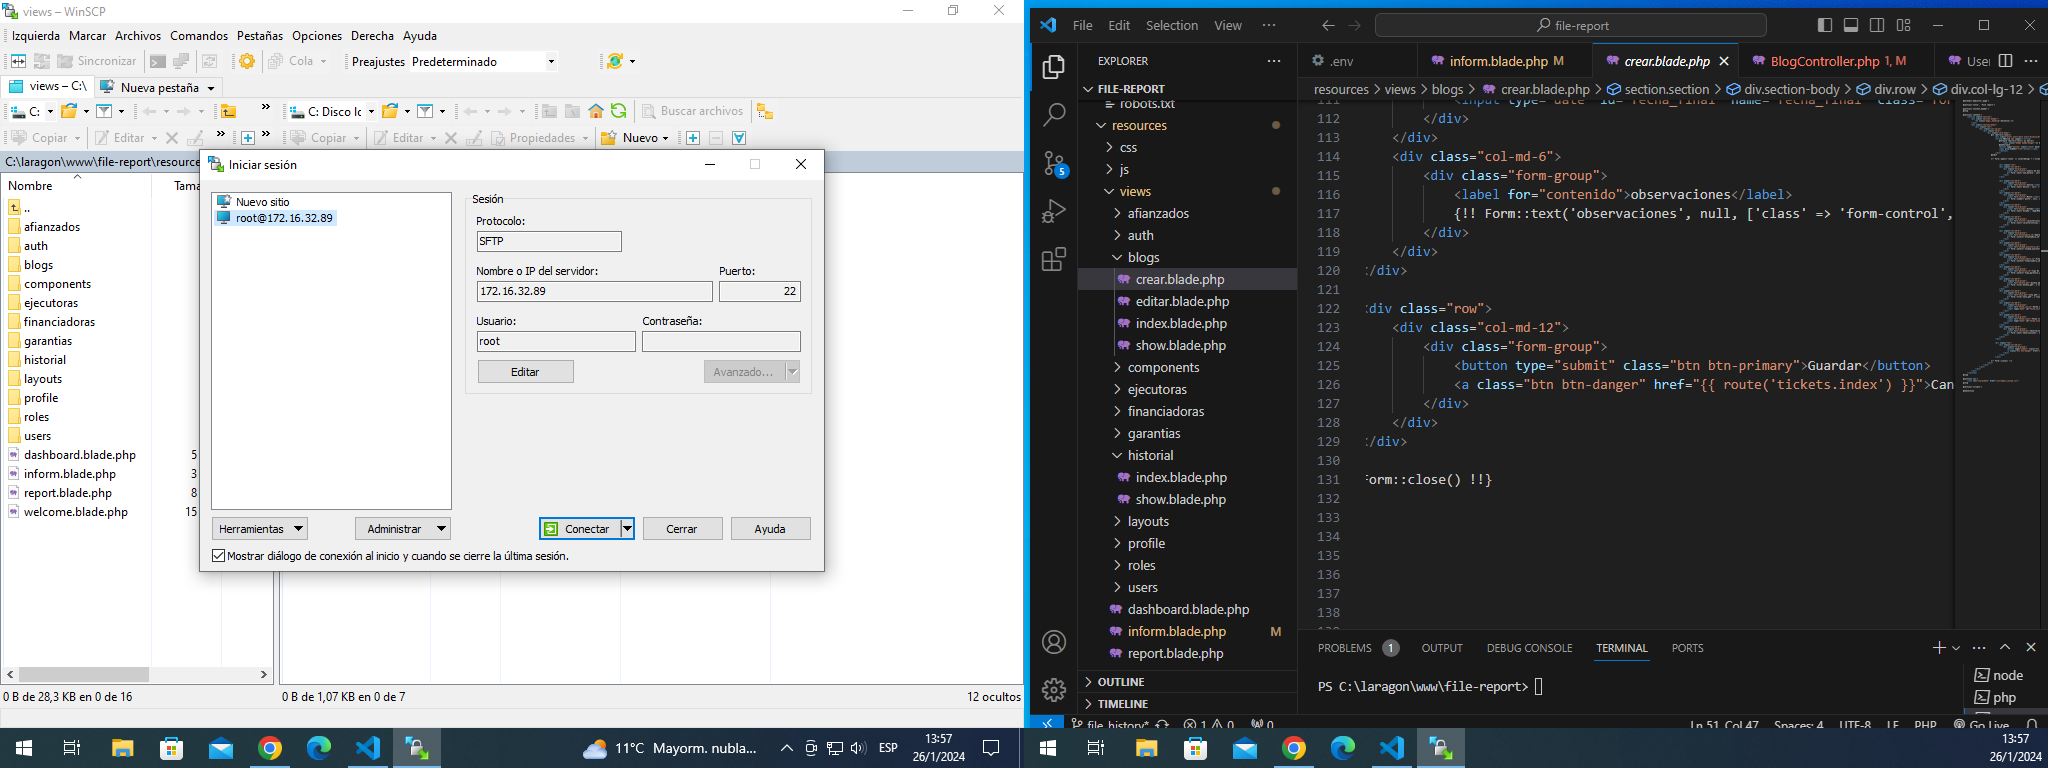 views – WinSCP
Izquierda Marcar Archivos Comandos Pestañas Opciones Derecha Ayuda
Sincronizar Cola Preajustes Predeterminado
views – C:\ Nueva pestaña
C: C: Disco lc Buscar archivos
Copiar Editar Copiar Editar Propiedades Nuevo
C:\laragon\www\file-report\resource
Nombre Tama
..
afianzados
auth
blogs
components
ejecutoras
financiadoras
garantias
historial
layouts
profile
roles
users
dashboard.blade.php 5
inform.blade.php 3
report.blade.php 8
welcome.blade.php 15
0 B de 28,3 KB en 0 de 16
0 B de 1,07 KB en 0 de 7
12 ocultos
Iniciar sesión
Nuevo sitio
root@172.16.32.89
Sesión
Protocolo:
SFTP
Nombre o IP del servidor: Puerto:
172.16.32.89 22
Usuario: Contraseña:
root
Editar Avanzado...
Herramientas Administrar Conectar Cerrar Ayuda
Mostrar diálogo de conexión al inicio y cuando se cierre la última sesión.
11°C Mayorm. nubla... ESP 13:57
26/1/2024
File Edit Selection View ··· file-report
EXPLORER ···
FILE-REPORT
robots.txt
resources
css
js
views
afianzados
auth
blogs
crear.blade.php
editar.blade.php
index.blade.php
show.blade.php
components
ejecutoras
financiadoras
garantias
historial
index.blade.php
show.blade.php
layouts
profile
roles
users
dashboard.blade.php
inform.blade.php M
report.blade.php
OUTLINE
TIMELINE
5
.env inform.blade.php M crear.blade.php BlogController.php 1, M User ···
resources > views > blogs > crear.blade.php > section.section > div.section-body > div.row > div.col-lg-12 >
111 <input type="date" id="fecha_final" name="fecha_final" class="for
112 </div>
113 </div>
114 <div class="col-md-6">
115 <div class="form-group">
116 <label for="contenido">observaciones</label>
117 {!! Form::text('observaciones', null, ['class' => 'form-control',
118 </div>
119 </div>
120 /div>
121
122 div class="row">
123 <div class="col-md-12">
124 <div class="form-group">
125 <button type="submit" class="btn btn-primary">Guardar</button>
126 <a class="btn btn-danger" href="{{ route('tickets.index') }}">Can
127 </div>
128 </div>
129 /div>
130
131 orm::close() !!}
132
133
134
135
136
137
138
PROBLEMS 1 OUTPUT DEBUG CONSOLE TERMINAL PORTS
PS C:\laragon\www\file-report>
node
php
file_history* 1 0 0 Ln 51, Col 47 Spaces: 4 UTF-8 LF PHP Go Live
13:57
26/1/2024